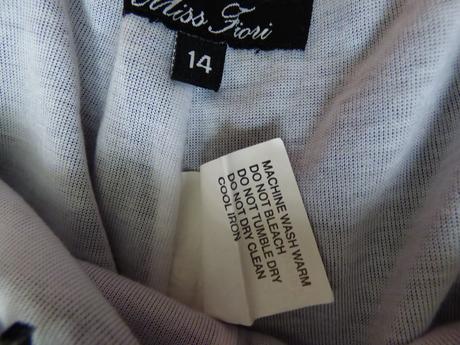 Miss Fiori
14
MACHINE WASH WARM
DO NOT BLEACH
DO NOT TUMBLE DRY
DO NOT DRY CLEAN
COOL IRON